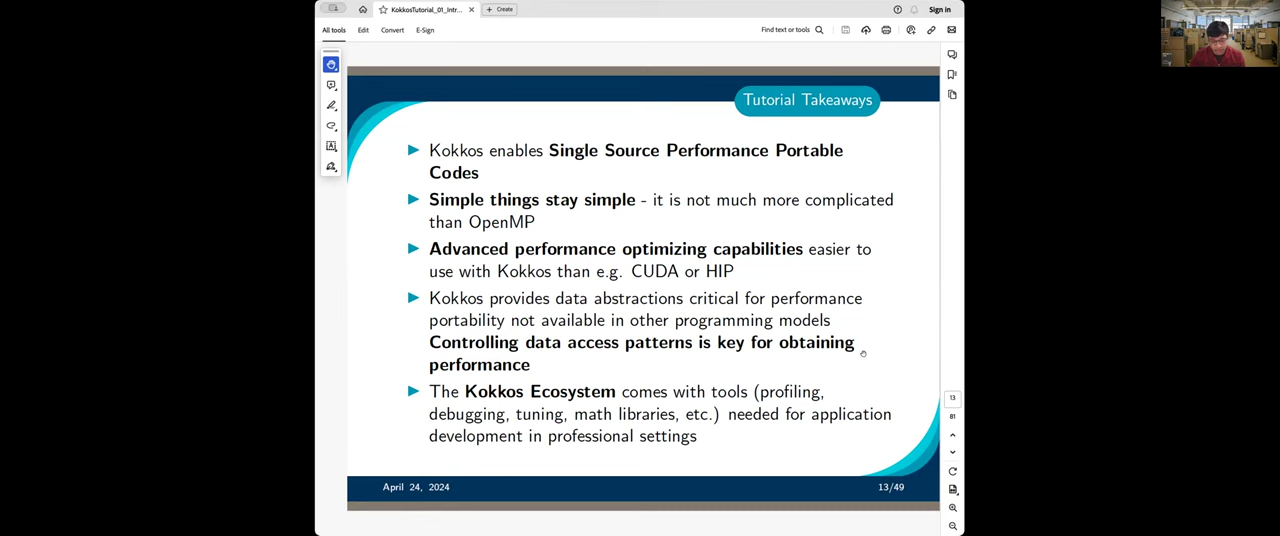 KokkosTutorial_01_Intr...
Create
Sign in
All tools
Edit
Convert
E-Sign
Find text or tools
Tutorial Takeaways
Kokkos enables Single Source Performance Portable
Codes
Simple things stay simple - it is not much more complicated
than OpenMP
Advanced performance optimizing capabilities easier to
use with Kokkos than e.g. CUDA or HIP
Kokkos provides data abstractions critical for performance
portability not available in other programming models
Controlling data access patterns is key for obtaining
performance
The Kokkos Ecosystem comes with tools (profiling,
debugging, tuning, math libraries, etc.) needed for application
development in professional settings
13
81
April 24, 2024
13/49